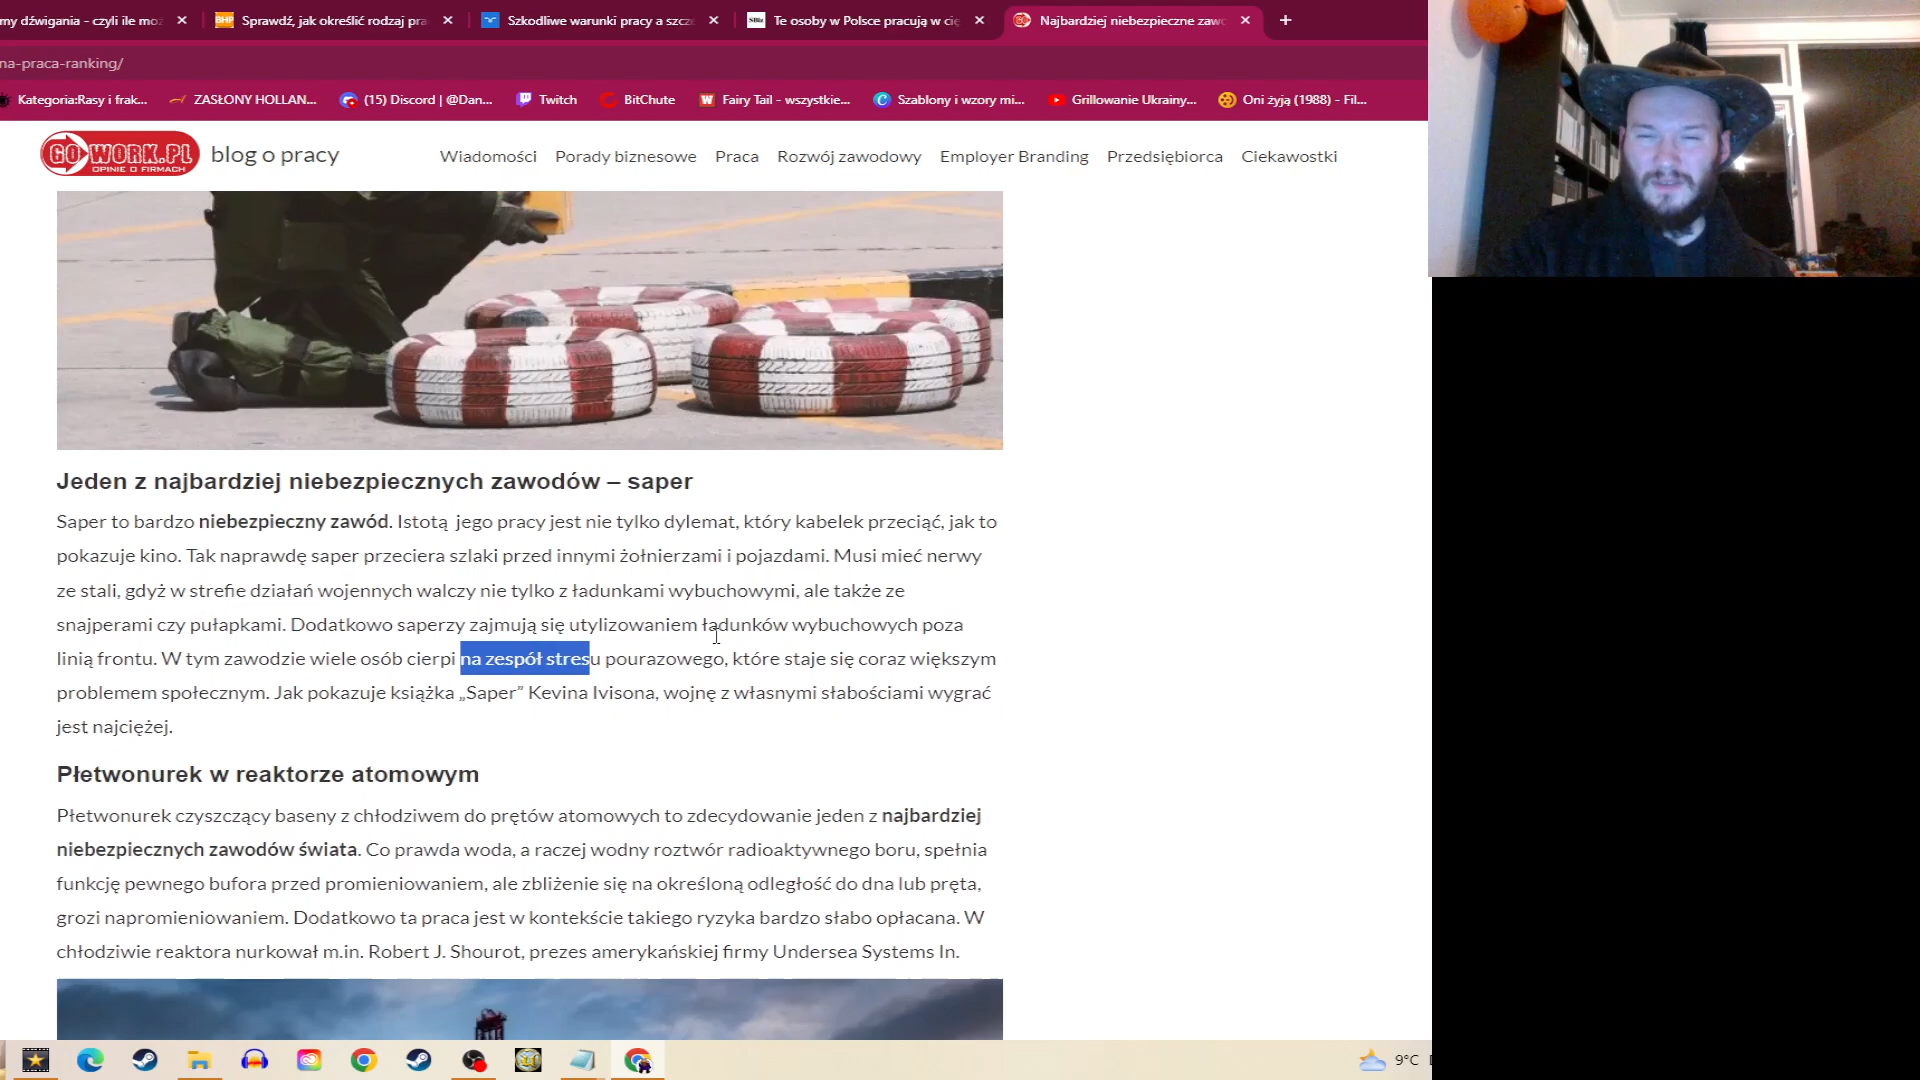 my dźwigania - czyli ile moż
Sprawdź, jak określić rodzaj pra
Szkodliwe warunki pracy a szcze
Te osoby w Polsce pracują w cię
Najbardziej niebezpieczne zawo
na-praca-ranking/
Kategoria:Rasy i frak...
ZASŁONY HOLLAN...
(15) Discord | @Dan...
Twitch
BitChute
Fairy Tail - wszystkie...
Szablony i wzory mi...
Grillowanie Ukrainy...
Oni żyją (1988) - Fil...
GO WORK.PL
OPINIE O FIRMACH
blog o pracy
Wiadomości
Porady biznesowe
Praca
Rozwój zawodowy
Employer Branding
Przedsiębiorca
Ciekawostki
Jeden z najbardziej niebezpiecznych zawodów – saper
Saper to bardzo niebezpieczny zawód. Istotą jego pracy jest nie tylko dylemat, który kabelek przeciąć, jak to
pokazuje kino. Tak naprawdę saper przeciera szlaki przed innymi żołnierzami i pojazdami. Musi mieć nerwy
ze stali, gdyż w strefie działań wojennych walczy nie tylko z ładunkami wybuchowymi, ale także ze
snajperami czy pułapkami. Dodatkowo saperzy zajmują się utylizowaniem ładunków wybuchowych poza
linią frontu. W tym zawodzie wiele osób cierpi na zespół stresu pourazowego, które staje się coraz większym
problemem społecznym. Jak pokazuje książka „Saper” Kevina Ivisona, wojnę z własnymi słabościami wygrać
jest najciężej.
Płetwonurek w reaktorze atomowym
Płetwonurek czyszczący baseny z chłodziwem do prętów atomowych to zdecydowanie jeden z najbardziej
niebezpiecznych zawodów świata. Co prawda woda, a raczej wodny roztwór radioaktywnego boru, spełnia
funkcję pewnego bufora przed promieniowaniem, ale zbliżenie się na określoną odległość do dna lub pręta,
grozi napromieniowaniem. Dodatkowo ta praca jest w kontekście takiego ryzyka bardzo słabo opłacana. W
chłodziwie reaktora nurkował m.in. Robert J. Shourot, prezes amerykańskiej firmy Undersea Systems In.
9°C